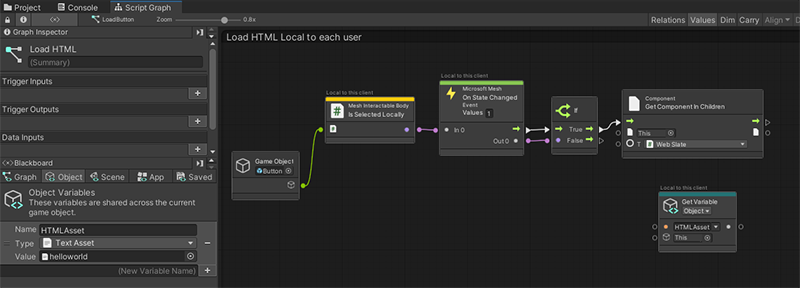 Project
Console
Script Graph
LoadButton
Zoom
0.8x
Relations
Values
Dim
Carry
Align
D
Graph Inspector
Load HTML
(Summary)
Trigger Inputs
Trigger Outputs
Data Inputs
Blackboard
Graph
Object
Scene
App
Saved
Object Variables
These variables are shared across the current
game object.
Name
HTMLAsset
Type
Text Asset
Value
helloworld
(New Variable Name)
Load HTML Local to each user
Game Object
Button
Local to this client
Mesh Interactable Body
Is Selected Locally
Local to this client
Microsoft Mesh
On State Changed
Event
Values 1
In 0
Out 0
If
True
False
Component
Get Component In Children
This
T
Web Slate
Local to this client
Get Variable
Object
HTMLAsset
This